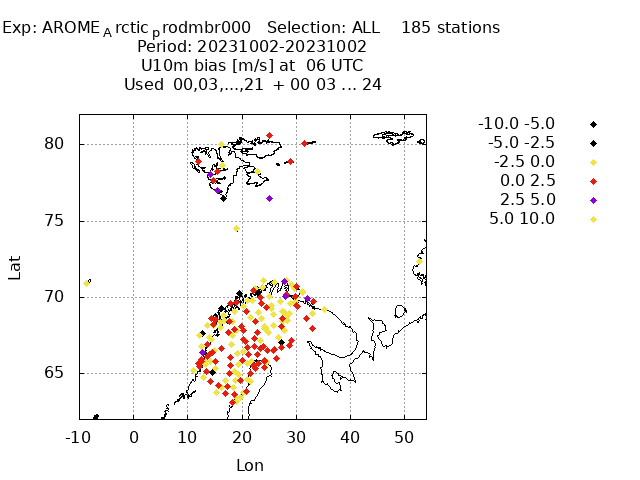 Exp: AROME_Arctic_prodmbr000 Selection: ALL 185 stations
Period: 20231002-20231002
U10m bias [m/s] at 06 UTC
Used 00,03,...,21 + 00 03 ... 24
-10.0 -5.0
-5.0 -2.5
-2.5 0.0
0.0 2.5
2.5 5.0
5.0 10.0
80
75
70
65
Lat
-10 0 10 20 30 40 50
Lon